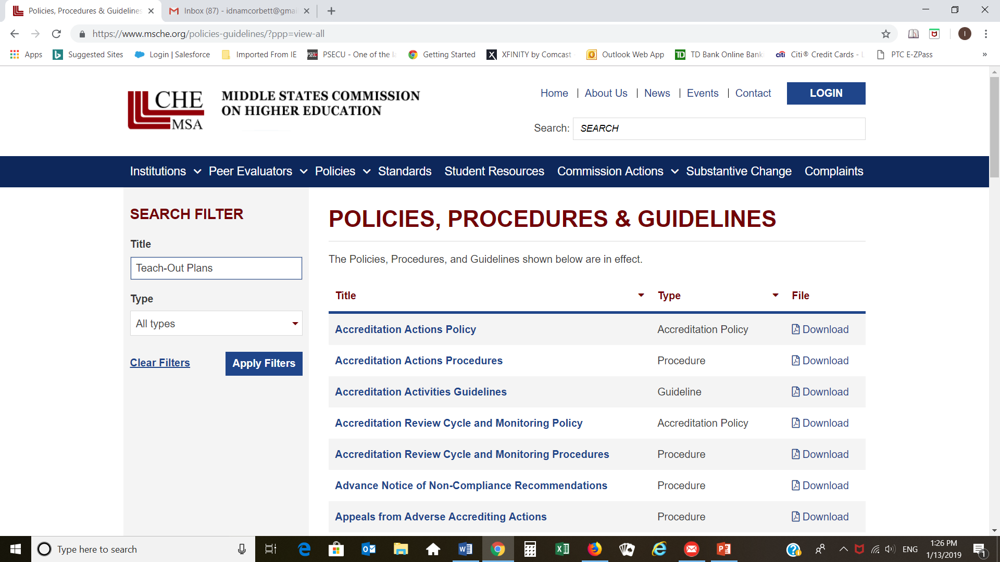 Policies, Procedures & Guidelines
Inbox (87) - idnamcorbett@gmai
https://www.msche.org/policies-guidelines/?ppp=view-all
I
Apps
Suggested Sites
Login | Salesforce
Imported From IE
PSECU PSECU - One of the la
Getting Started
XFINITY by Comcast
Outlook Web App
TD TD Bank Online Bank
citi Citi® Credit Cards - L
PTC E-ZPass
»
CHE
MSA
MIDDLE STATES COMMISSION
ON HIGHER EDUCATION
Home | About Us | News | Events | Contact
LOGIN
Search: SEARCH
Institutions Peer Evaluators Policies Standards Student Resources Commission Actions Substantive Change Complaints
SEARCH FILTER
Title
Teach-Out Plans
Type
All types
Clear Filters Apply Filters
POLICIES, PROCEDURES & GUIDELINES
The Policies, Procedures, and Guidelines shown below are in effect.
Title Type File
Accreditation Actions Policy Accreditation Policy Download
Accreditation Actions Procedures Procedure Download
Accreditation Activities Guidelines Guideline Download
Accreditation Review Cycle and Monitoring Policy Accreditation Policy Download
Accreditation Review Cycle and Monitoring Procedures Procedure Download
Advance Notice of Non-Compliance Recommendations Procedure Download
Appeals from Adverse Accrediting Actions Procedure Download
Type here to search
ENG
1:26 PM
1/13/2019
1